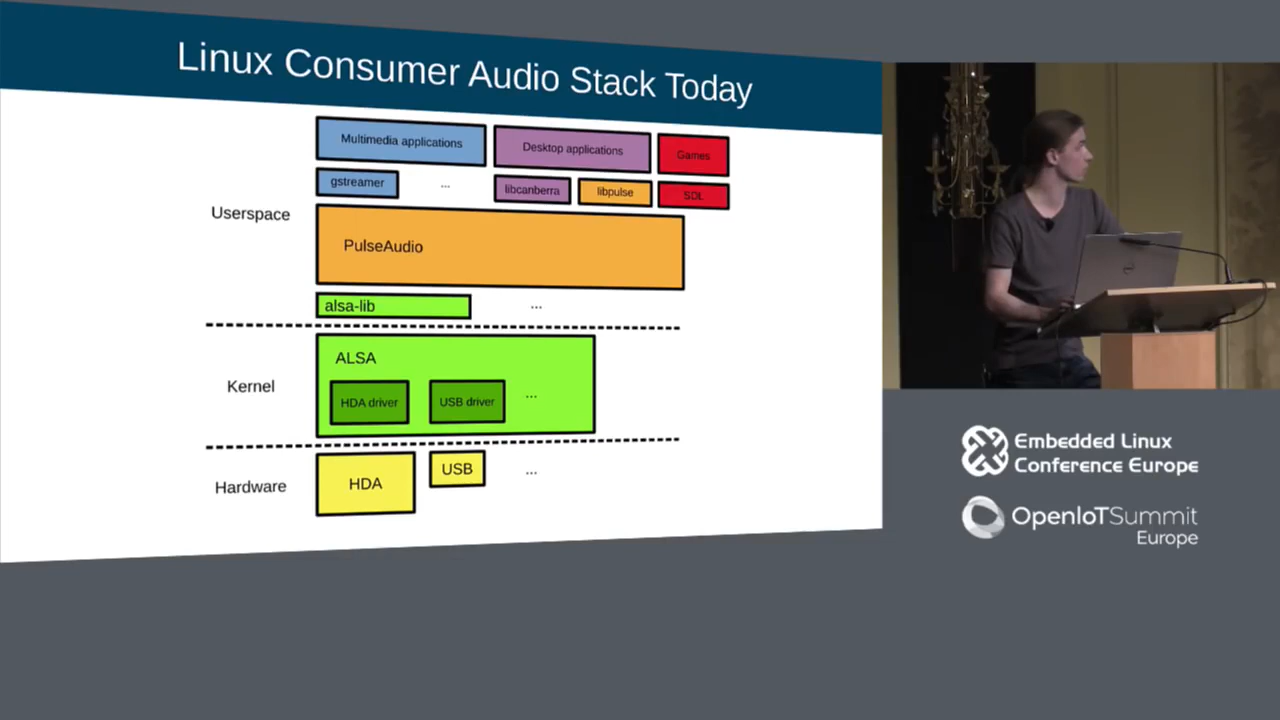 Linux Consumer Audio Stack Today
Multimedia applications
Desktop applications
Games
gstreamer
...
libcanberra
libpulse
SDL
Userspace
PulseAudio
alsa-lib
...
Kernel
ALSA
HDA driver
USB driver
...
Hardware
HDA
USB
...
Embedded Linux
Conference Europe
OpenIoTSummit
Europe